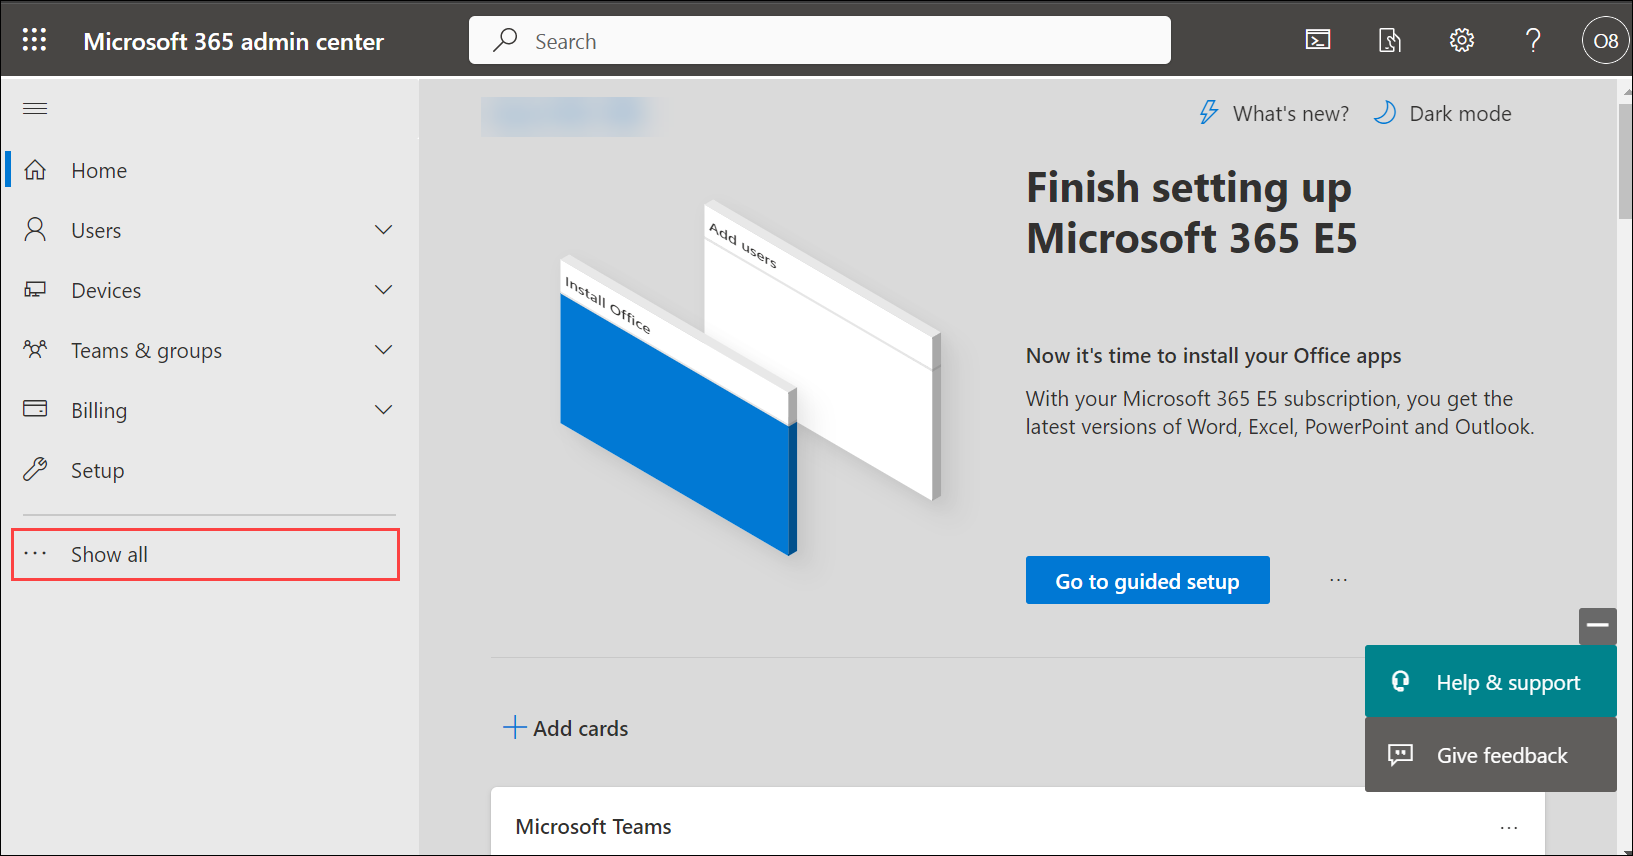 Microsoft 365 admin center
Search
O8
What's new?
Dark mode
Home
Users
Devices
Teams & groups
Billing
Setup
Show all
Add users
Install Office
Finish setting up
Microsoft 365 E5
Now it's time to install your Office apps
With your Microsoft 365 E5 subscription, you get the
latest versions of Word, Excel, PowerPoint and Outlook.
Go to guided setup
Help & support
Give feedback
Add cards
Microsoft Teams